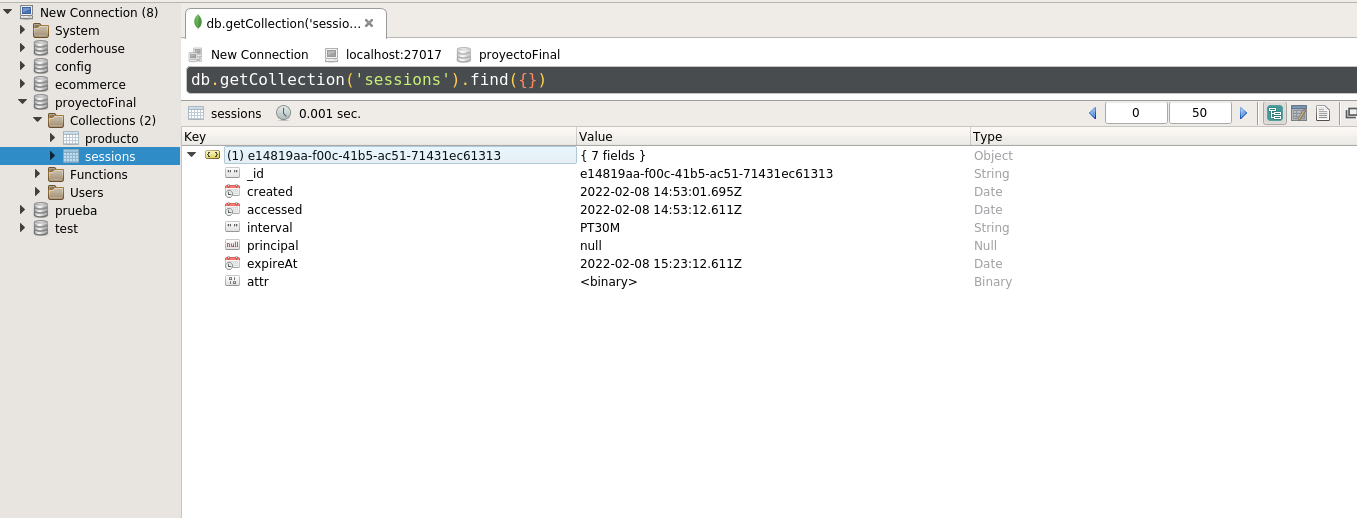 New Connection (8)
System
coderhouse
config
ecommerce
proyectoFinal
Collections (2)
producto
sessions
Functions
Users
prueba
test
db.getCollection('sessio...
New Connection localhost:27017 proyectoFinal
db.getCollection('sessions').find({})
sessions 0.001 sec. 0 50
Key Value Type
(1) e14819aa-f00c-41b5-ac51-71431ec61313 { 7 fields } Object
_id e14819aa-f00c-41b5-ac51-71431ec61313 String
created 2022-02-08 14:53:01.695Z Date
accessed 2022-02-08 14:53:12.611Z Date
interval PT30M String
principal null Null
expireAt 2022-02-08 15:23:12.611Z Date
attr <binary> Binary